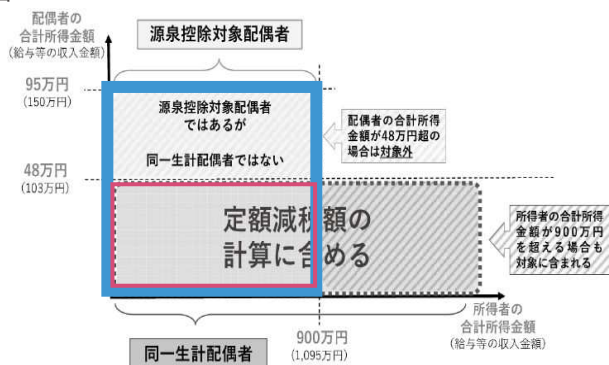 配偶者の
合計所得金額
(給与等の収入金額)
源泉控除対象配偶者
95万円
(150万円)
源泉控除対象配偶者
ではあるが
同一生計配偶者ではない
配偶者の合計所得
金額が48万円超の
場合は対象外
48万円
(103万円)
定額減税額の
計算に含める
所得者の合計所得
金額が900万円
を超える場合も
対象に含まれる
所得者の
合計所得金額
(給与等の収入金額)
900万円
(1,095万円)
同一生計配偶者